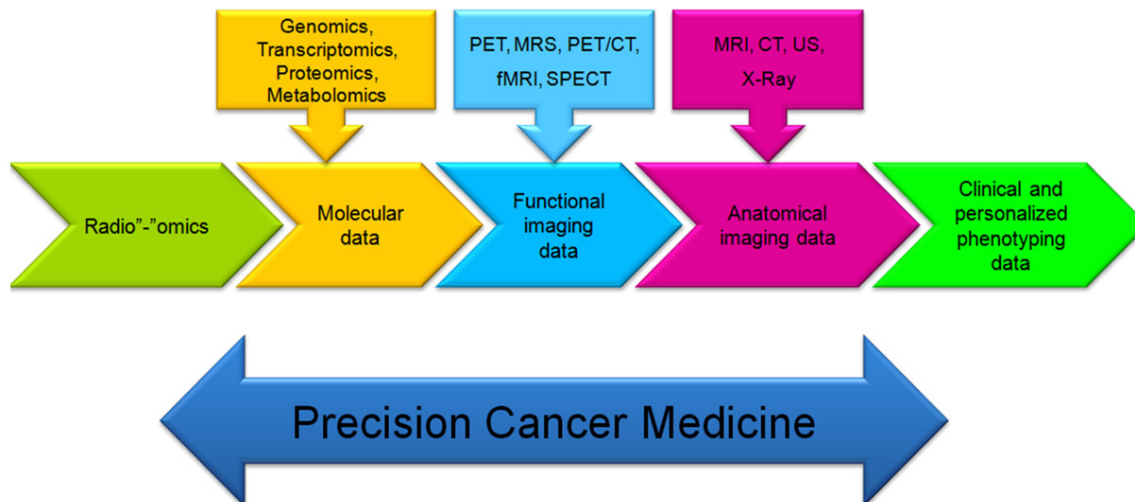 Genomics,
Transcriptomics,
Proteomics,
Metabolomics
PET, MRS, PET/CT,
fMRI, SPECT
MRI, CT, US,
X-Ray
Radio”-”omics
Molecular
data
Functional
imaging
data
Anatomical
imaging data
Clinical and
personalized
phenotyping
data
Precision Cancer Medicine